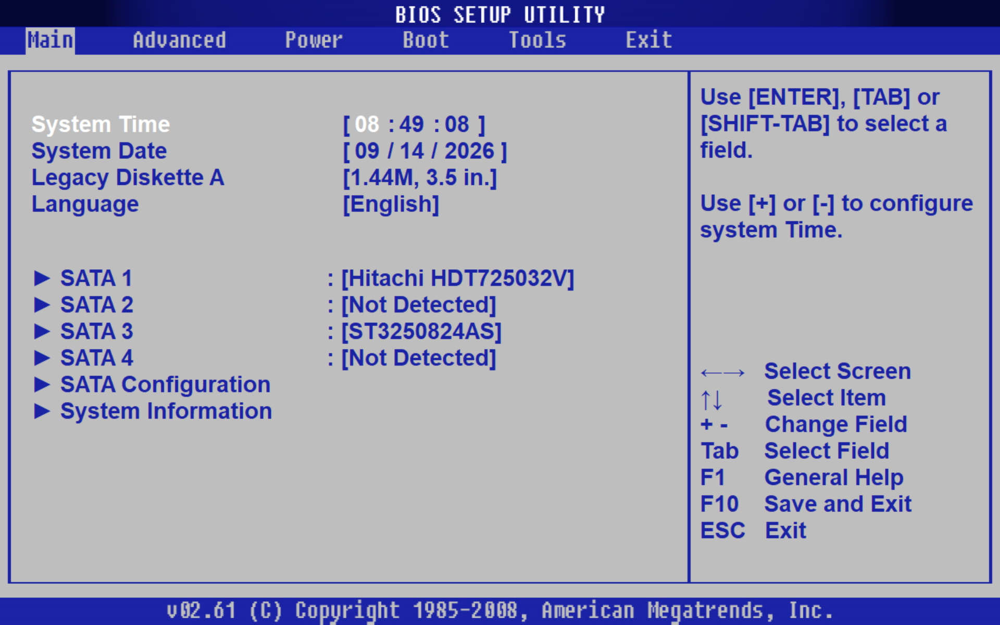 BIOS SETUP UTILITY
Main Advanced Power Boot Tools Exit
System Time [ 08 : 49 : 08 ]
System Date [ 09 / 14 / 2026 ]
Legacy Diskette A [1.44M, 3.5 in.]
Language [English]
► SATA 1 : [Hitachi HDT725032V]
► SATA 2 : [Not Detected]
► SATA 3 : [ST3250824AS]
► SATA 4 : [Not Detected]
► SATA Configuration
► System Information
Use [ENTER], [TAB] or
[SHIFT-TAB] to select a
field.
Use [+] or [-] to configure
system Time.
←→ Select Screen
↑↓ Select Item
+ - Change Field
Tab Select Field
F1 General Help
F10 Save and Exit
ESC Exit
v02.61 (C) Copyright 1985-2008, American Megatrends, Inc.